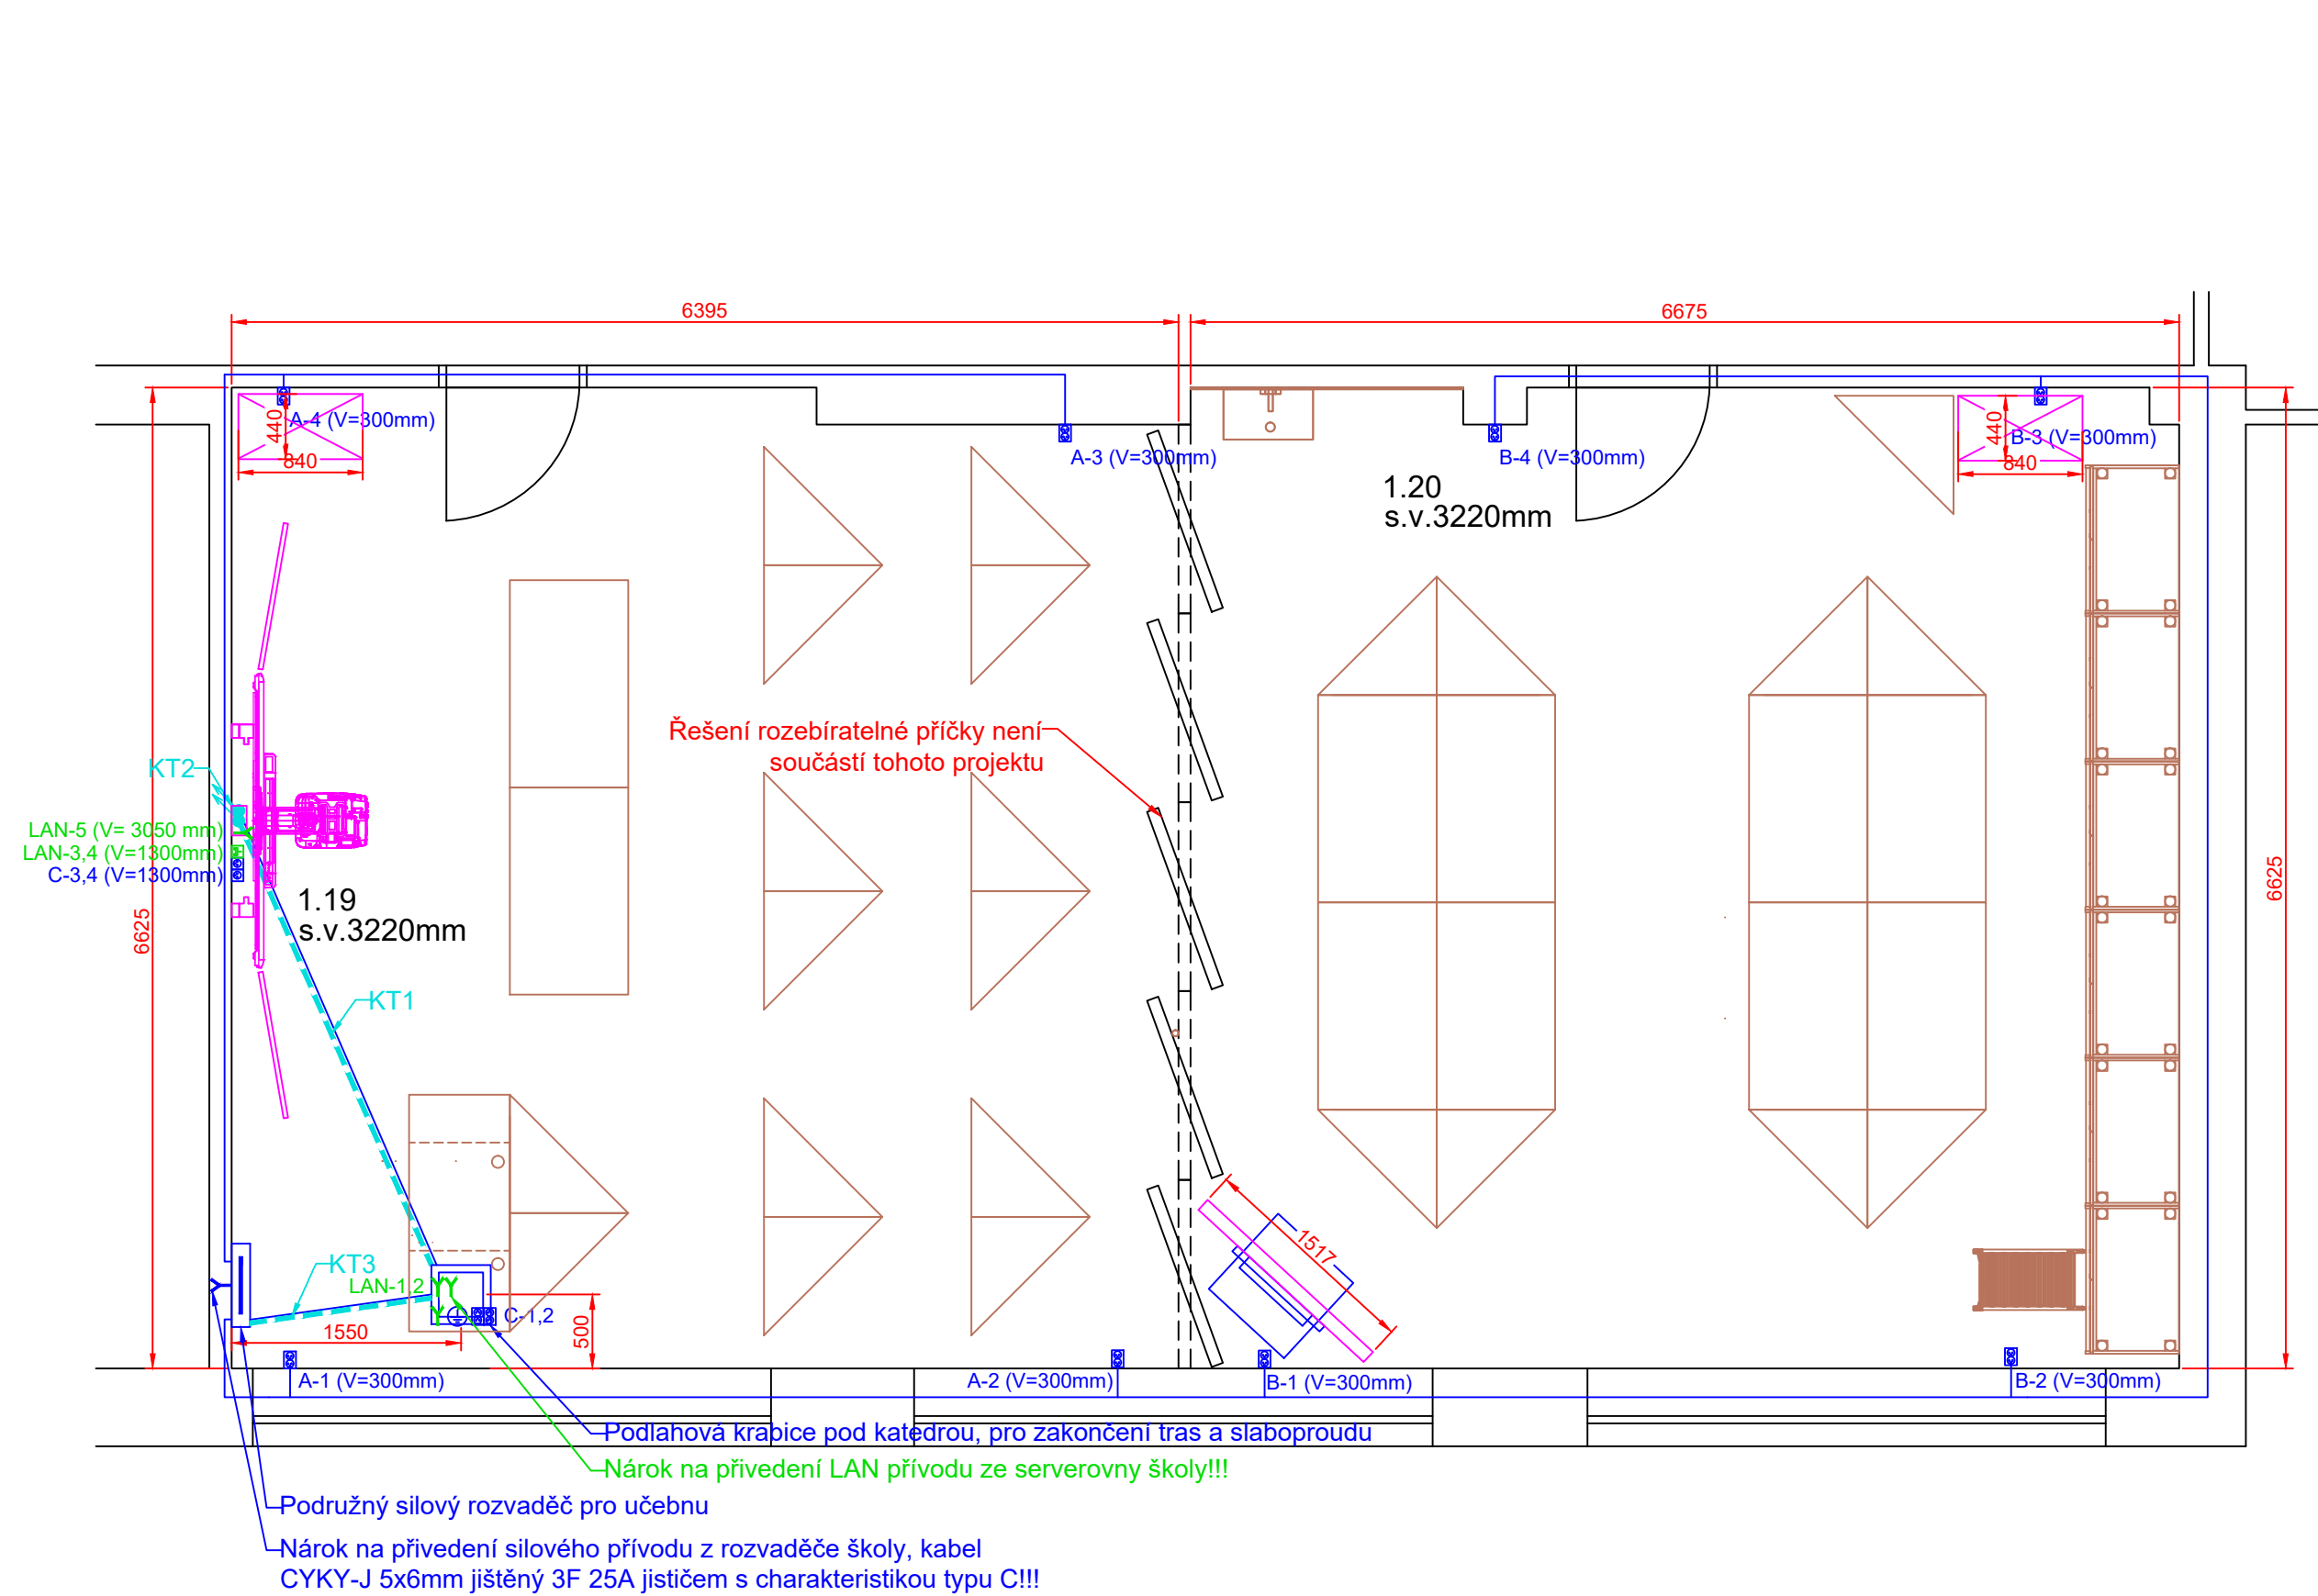 6395
6675
A-4 (V=300mm)
440
840
A-3 (V=300mm)
B-4 (V=300mm)
440
B-3 (V=300mm)
840
1.20
s.v.3220mm
Řešení rozebíratelné příčky není
součástí tohoto projektu
KT2
LAN-5 (V= 3050 mm)
LAN-3,4 (V=1300mm)
C-3,4 (V=1300mm)
1.19
s.v.3220mm
6625
6625
KT1
KT3
LAN-1,2
C-1,2
1550
500
1517
A-1 (V=300mm)
A-2 (V=300mm)
B-1 (V=300mm)
B-2 (V=300mm)
Podlahová krabice pod katedrou, pro zakončení tras a slaboproudu
Nárok na přivedení LAN přívodu ze serverovny školy!!!
Podružný silový rozvaděč pro učebnu
Nárok na přivedení silového přívodu z rozvaděče školy, kabel
CYKY-J 5x6mm jištěný 3F 25A jističem s charakteristikou typu C!!!